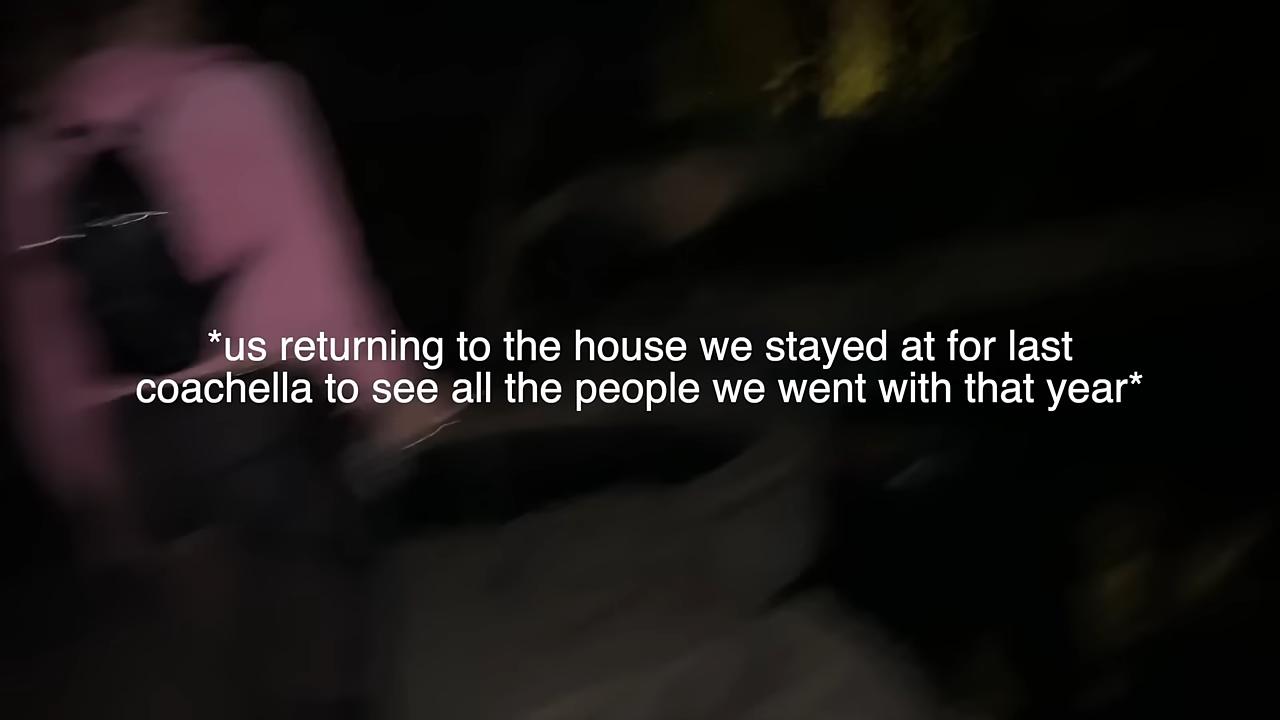 *us returning to the house we stayed at for last
coachella to see all the people we went with that year*